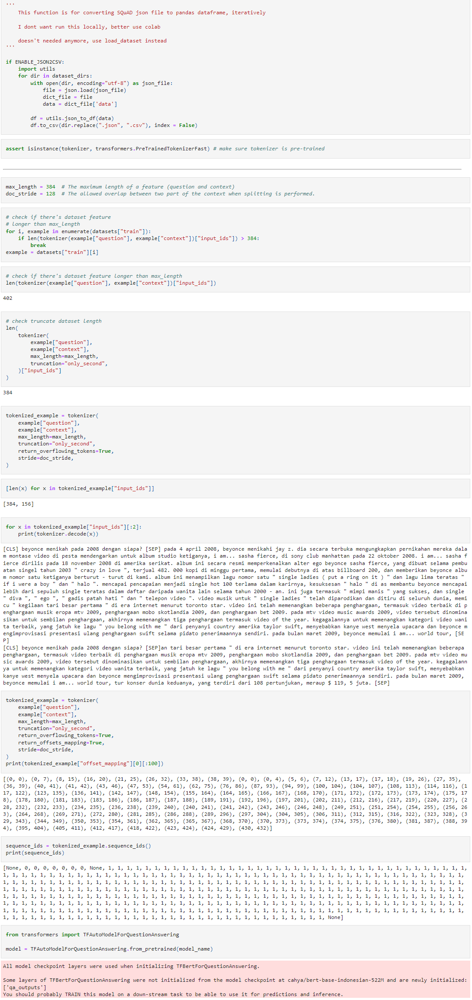 '''
    This function is for converting SQuAD json file to pandas dataframe, iteratively
    I dont want run this locally, better use colab
    doesn't needed anymore, use load_dataset instead
'''
if ENABLE_JSON2CSV:
    import utils
    for dir in dataset_dirs:
        with open(dir, encoding="utf-8") as json_file:
            file = json.load(json_file)
            dict_file = file
            data = dict_file['data']
        df = utils.json_to_df(data)
        df.to_csv(dir.replace(".json", ".csv"), index = False)
assert isinstance(tokenizer, transformers.PreTrainedTokenizerFast) # make sure tokenizer is pre-trained
max_length = 384  # The maximum length of a feature (question and context)
doc_stride = 128  # The allowed overlap between two part of the context when splitting is performed.
# check if there's dataset feature
# longer than max_length
for i, example in enumerate(datasets["train"]):
    if len(tokenizer(example["question"], example["context"])["input_ids"]) > 384:
        break
example = datasets["train"][i]
# check if there's dataset feature longer than max_length
len(tokenizer(example["question"], example["context"])["input_ids"])
402
# check truncate dataset length
len(
    tokenizer(
        example["question"],
        example["context"],
        max_length=max_length,
        truncation="only_second",
    )["input_ids"]
)
384
tokenized_example = tokenizer(
    example["question"],
    example["context"],
    max_length=max_length,
    truncation="only_second",
    return_overflowing_tokens=True,
    stride=doc_stride,
)
[len(x) for x in tokenized_example["input_ids"]]
[384, 156]
for x in tokenized_example["input_ids"][:2]:
    print(tokenizer.decode(x))
[CLS] beyonce menikah pada 2008 dengan siapa? [SEP] pada 4 april 2008, beyonce menikahi jay z. dia secara terbuka mengungkapkan pernikahan mereka dala
m montase video di pesta mendengarkan untuk album studio ketiganya, i am... sasha fierce, di sony club manhattan pada 22 oktober 2008. i am... sasha f
ierce dirilis pada 18 november 2008 di amerika serikat. album ini secara resmi memperkenalkan alter ego beyonce sasha fierce, yang dibuat selama pembu
atan singel tahun 2003 " crazy in love ", terjual 482. 000 kopi di minggu pertama, memulai debutnya di atas billboard 200, dan memberikan beyonce albu
m nomor satu ketiganya berturut - turut di kami. album ini menampilkan lagu nomor satu " single ladies ( put a ring on it ) " dan lagu lima teratas "
if i were a boy " dan " halo ". mencapai pencapaian menjadi single hot 100 terlama dalam karirnya, kesuksesan " halo " di as membantu beyonce mencapai
lebih dari sepuluh single teratas dalam daftar daripada wanita lain selama tahun 2000 - an. ini juga termasuk " mimpi manis " yang sukses, dan single
" diva ", " ego ", " gadis patah hati " dan " telepon video ". video musik untuk " single ladies " telah diparodikan dan ditiru di seluruh dunia, memi
cu " kegilaan tari besar pertama " di era internet menurut toronto star. video ini telah memenangkan beberapa penghargaan, termasuk video terbaik di p
enghargaan musik eropa mtv 2009, penghargaan mobo skotlandia 2009, dan penghargaan bet 2009. pada mtv video music awards 2009, video tersebut dinomina
sikan untuk sembilan penghargaan, akhirnya memenangkan tiga penghargaan termasuk video of the year. kegagalannya untuk memenangkan kategori video wani
ta terbaik, yang jatuh ke lagu " you belong with me " dari penyanyi country amerika taylor swift, menyebabkan kanye west menyela upacara dan beyonce m
engimprovisasi presentasi ulang penghargaan swift selama pidato penerimaannya sendiri. pada bulan maret 2009, beyonce memulai i am... world tour, [SE
P]
[CLS] beyonce menikah pada 2008 dengan siapa? [SEP]an tari besar pertama " di era internet menurut toronto star. video ini telah memenangkan beberapa
penghargaan, termasuk video terbaik di penghargaan musik eropa mtv 2009, penghargaan mobo skotlandia 2009, dan penghargaan bet 2009. pada mtv video mu
sic awards 2009, video tersebut dinominasikan untuk sembilan penghargaan, akhirnya memenangkan tiga penghargaan termasuk video of the year. kegagalann
ya untuk memenangkan kategori video wanita terbaik, yang jatuh ke lagu " you belong with me " dari penyanyi country amerika taylor swift, menyebabkan
kanye west menyela upacara dan beyonce mengimprovisasi presentasi ulang penghargaan swift selama pidato penerimaannya sendiri. pada bulan maret 2009,
beyonce memulai i am... world tour, tur konser dunia keduanya, yang terdiri dari 108 pertunjukan, meraup $ 119, 5 juta. [SEP]
tokenized_example = tokenizer(
    example["question"],
    example["context"],
    max_length=max_length,
    truncation="only_second",
    return_overflowing_tokens=True,
    return_offsets_mapping=True,
    stride=doc_stride,
)
print(tokenized_example["offset_mapping"][0][:100])
[(0, 0), (0, 7), (8, 15), (16, 20), (21, 25), (26, 32), (33, 38), (38, 39), (0, 0), (0, 4), (5, 6), (7, 12), (13, 17), (17, 18), (19, 26), (27, 35),
(36, 39), (40, 41), (41, 42), (43, 46), (47, 53), (54, 61), (62, 75), (76, 86), (87, 93), (94, 99), (100, 104), (104, 107), (108, 113), (114, 116), (1
17, 122), (123, 135), (136, 141), (142, 147), (148, 154), (155, 164), (164, 165), (166, 167), (168, 170), (171, 172), (172, 173), (173, 174), (175, 17
8), (178, 180), (181, 183), (183, 186), (186, 187), (187, 188), (189, 191), (192, 196), (197, 201), (202, 211), (212, 216), (217, 219), (220, 227), (2
28, 232), (232, 233), (234, 235), (236, 238), (239, 240), (240, 241), (241, 242), (243, 246), (246, 248), (249, 251), (251, 254), (254, 255), (256, 26
3), (264, 268), (269, 271), (272, 280), (281, 285), (286, 288), (289, 296), (297, 304), (304, 305), (306, 311), (312, 315), (316, 322), (323, 328), (3
29, 343), (344, 349), (350, 353), (354, 361), (362, 365), (365, 367), (368, 370), (370, 373), (373, 374), (374, 375), (376, 380), (381, 387), (388, 39
4), (395, 404), (405, 411), (412, 417), (418, 422), (423, 424), (424, 429), (430, 432)]
sequence_ids = tokenized_example.sequence_ids()
print(sequence_ids)
[None, 0, 0, 0, 0, 0, 0, 0, None, 1, 1, 1, 1, 1, 1, 1, 1, 1, 1, 1, 1, 1, 1, 1, 1, 1, 1, 1, 1, 1, 1, 1, 1, 1, 1, 1, 1, 1, 1, 1, 1, 1, 1, 1, 1, 1, 1, 1,
1, 1, 1, 1, 1, 1, 1, 1, 1, 1, 1, 1, 1, 1, 1, 1, 1, 1, 1, 1, 1, 1, 1, 1, 1, 1, 1, 1, 1, 1, 1, 1, 1, 1, 1, 1, 1, 1, 1, 1, 1, 1, 1, 1, 1, 1, 1, 1, 1, 1,
1, 1, 1, 1, 1, 1, 1, 1, 1, 1, 1, 1, 1, 1, 1, 1, 1, 1, 1, 1, 1, 1, 1, 1, 1, 1, 1, 1, 1, 1, 1, 1, 1, 1, 1, 1, 1, 1, 1, 1, 1, 1, 1, 1, 1, 1, 1, 1, 1, 1,
1, 1, 1, 1, 1, 1, 1, 1, 1, 1, 1, 1, 1, 1, 1, 1, 1, 1, 1, 1, 1, 1, 1, 1, 1, 1, 1, 1, 1, 1, 1, 1, 1, 1, 1, 1, 1, 1, 1, 1, 1, 1, 1, 1, 1, 1, 1, 1, 1, 1,
1, 1, 1, 1, 1, 1, 1, 1, 1, 1, 1, 1, 1, 1, 1, 1, 1, 1, 1, 1, 1, 1, 1, 1, 1, 1, 1, 1, 1, 1, 1, 1, 1, 1, 1, 1, 1, 1, 1, 1, 1, 1, 1, 1, 1, 1, 1, 1, 1, 1,
1, 1, 1, 1, 1, 1, 1, 1, 1, 1, 1, 1, 1, 1, 1, 1, 1, 1, 1, 1, 1, 1, 1, 1, 1, 1, 1, 1, 1, 1, 1, 1, 1, 1, 1, 1, 1, 1, 1, 1, 1, 1, 1, 1, 1, 1, 1, 1, 1, 1,
1, 1, 1, 1, 1, 1, 1, 1, 1, 1, 1, 1, 1, 1, 1, 1, 1, 1, 1, 1, 1, 1, 1, 1, 1, 1, 1, 1, 1, 1, 1, 1, 1, 1, 1, 1, 1, 1, 1, 1, 1, 1, 1, 1, 1, 1, 1, 1, 1, 1,
1, 1, 1, 1, 1, 1, 1, 1, 1, 1, 1, 1, 1, 1, 1, 1, 1, 1, 1, 1, 1, 1, 1, 1, 1, 1, 1, 1, 1, 1, 1, 1, 1, 1, 1, None]
from transformers import TFAutoModelForQuestionAnswering
model = TFAutoModelForQuestionAnswering.from_pretrained(model_name)
All model checkpoint layers were used when initializing TFBertForQuestionAnswering.
Some layers of TFBertForQuestionAnswering were not initialized from the model checkpoint at cahya/bert-base-indonesian-522M and are newly initialized:
['qa_outputs']
You should probably TRAIN this model on a down-stream task to be able to use it for predictions and inference.